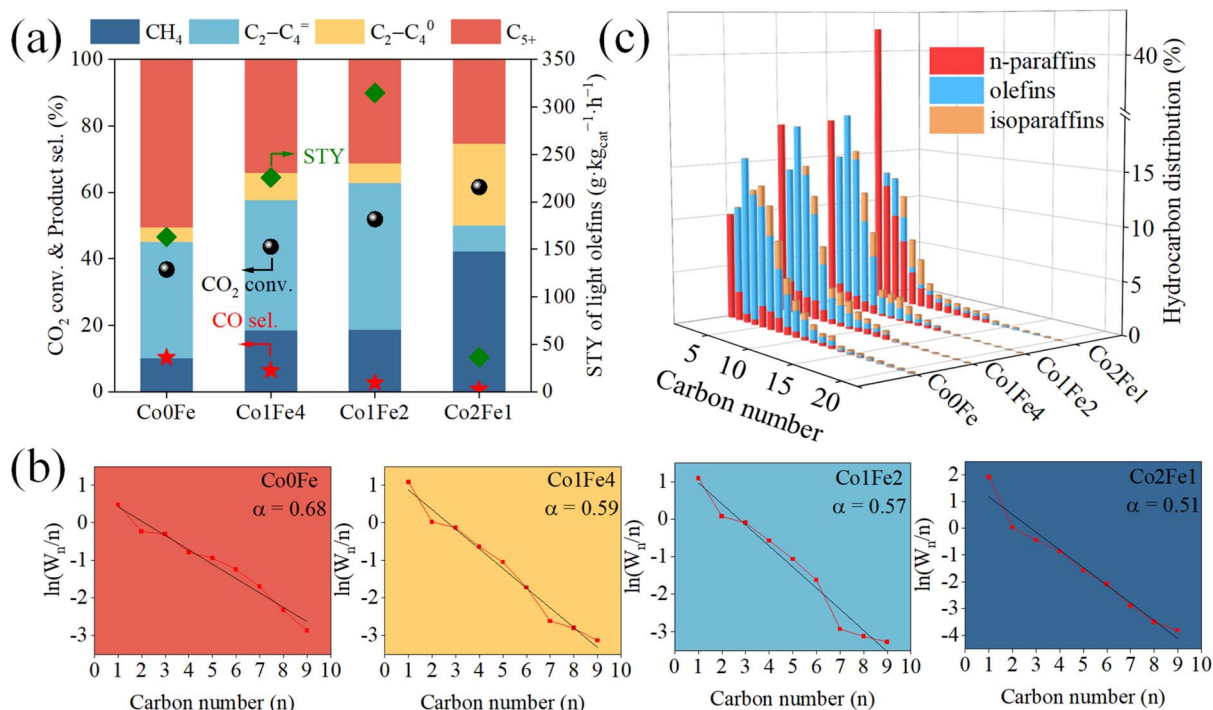 (a)
CH₄
C₂–C₄⁼
C₂–C₄⁰
C₅₊
CO₂ conv. & Product sel. (%)
100
80
60
40
20
0
STY
CO₂ conv.
CO sel.
350
300
250
200
150
100
50
0
STY of light olefins (g·kg_cat⁻¹·h⁻¹)
Co0Fe
Co1Fe4
Co1Fe2
Co2Fe1
(c)
n-paraffins
olefins
isoparaffins
40
15
10
5
0
Hydrocarbon distribution (%)
5
10
15
20
Carbon number
Co0Fe
Co1Fe4
Co1Fe2
Co2Fe1
(b)
Co0Fe
α = 0.68
ln(Wₙ/n)
1
0
-1
-2
-3
0 1 2 3 4 5 6 7 8 9 10
Carbon number (n)
Co1Fe4
α = 0.59
ln(Wₙ/n)
1
0
-1
-2
-3
0 1 2 3 4 5 6 7 8 9 10
Carbon number (n)
Co1Fe2
α = 0.57
ln(Wₙ/n)
1
0
-1
-2
-3
0 1 2 3 4 5 6 7 8 9 10
Carbon number (n)
Co2Fe1
α = 0.51
ln(Wₙ/n)
2
1
0
-1
-2
-3
-4
0 1 2 3 4 5 6 7 8 9 10
Carbon number (n)